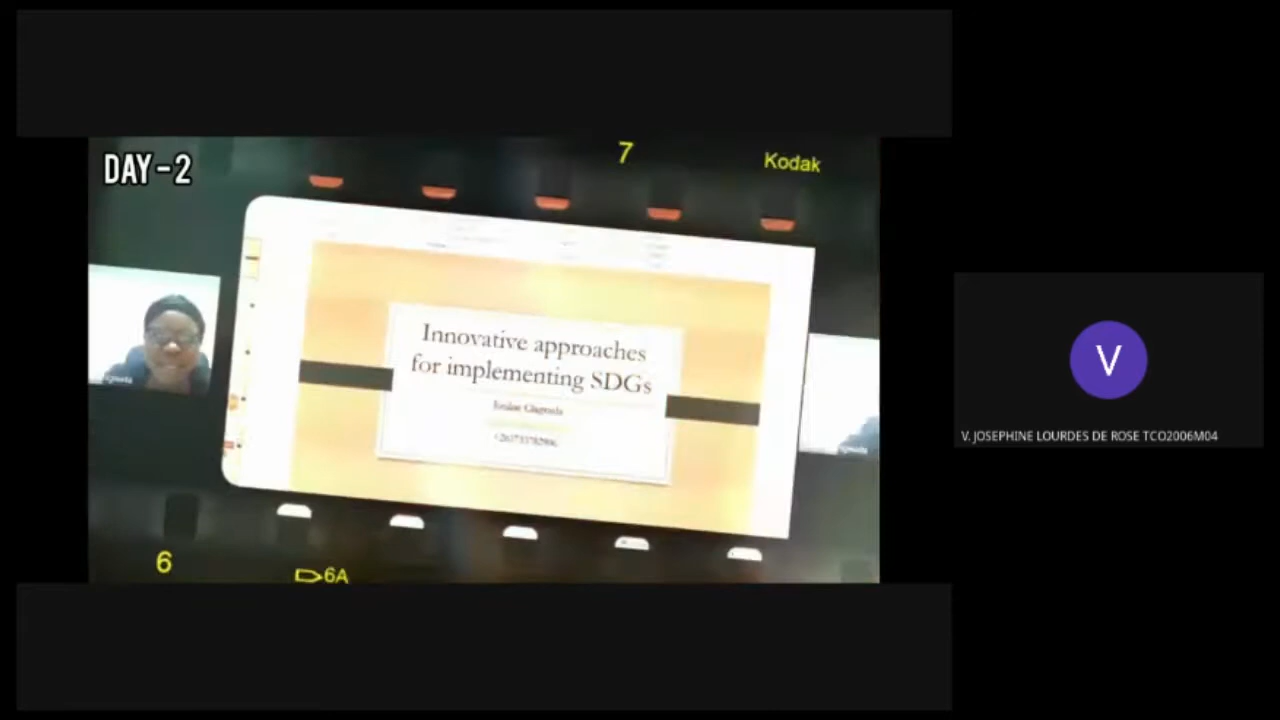 DAY-2
7
Kodak
Innovative approaches
for implementing SDGs
6
6A
V. JOSEPHINE LOURDES DE ROSE TCO2006M04